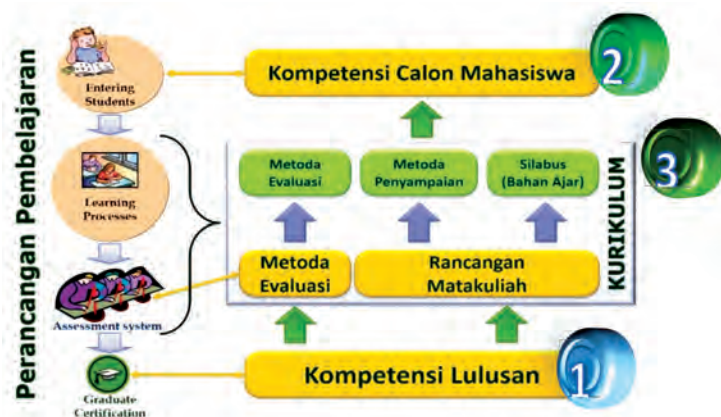 Perancangan Pembelajaran
Entering
Students
Learning
Processes
Assessment system
Graduate
Certification
Kompetensi Calon Mahasiswa
2
Metoda
Evaluasi
Metoda
Penyampaian
Silabus
(Bahan Ajar)
KURIKULUM
3
Metoda
Evaluasi
Rancangan
Matakuliah
Kompetensi Lulusan
1